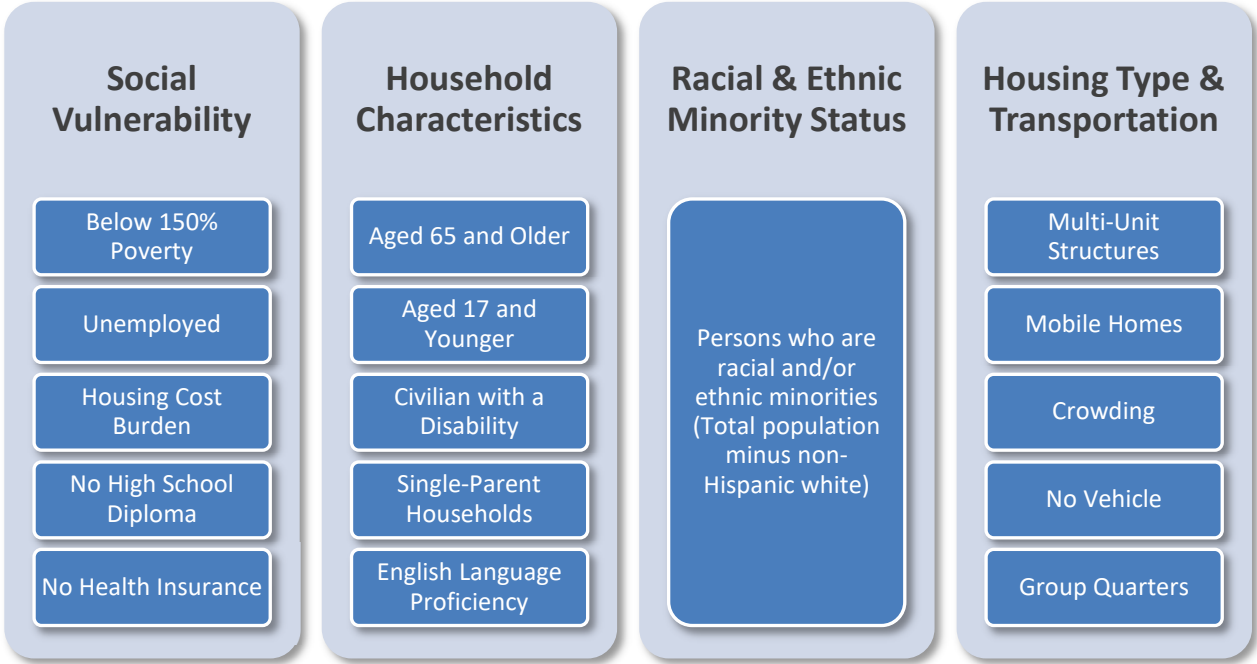 Social
Vulnerability
Below 150%
Poverty
Unemployed
Housing Cost
Burden
No High School
Diploma
No Health Insurance
Household
Characteristics
Aged 65 and Older
Aged 17 and
Younger
Civilian with a
Disability
Single-Parent
Households
English Language
Proficiency
Racial & Ethnic
Minority Status
Persons who are
racial and/or
ethnic minorities
(Total population
minus non-
Hispanic white)
Housing Type &
Transportation
Multi-Unit
Structures
Mobile Homes
Crowding
No Vehicle
Group Quarters